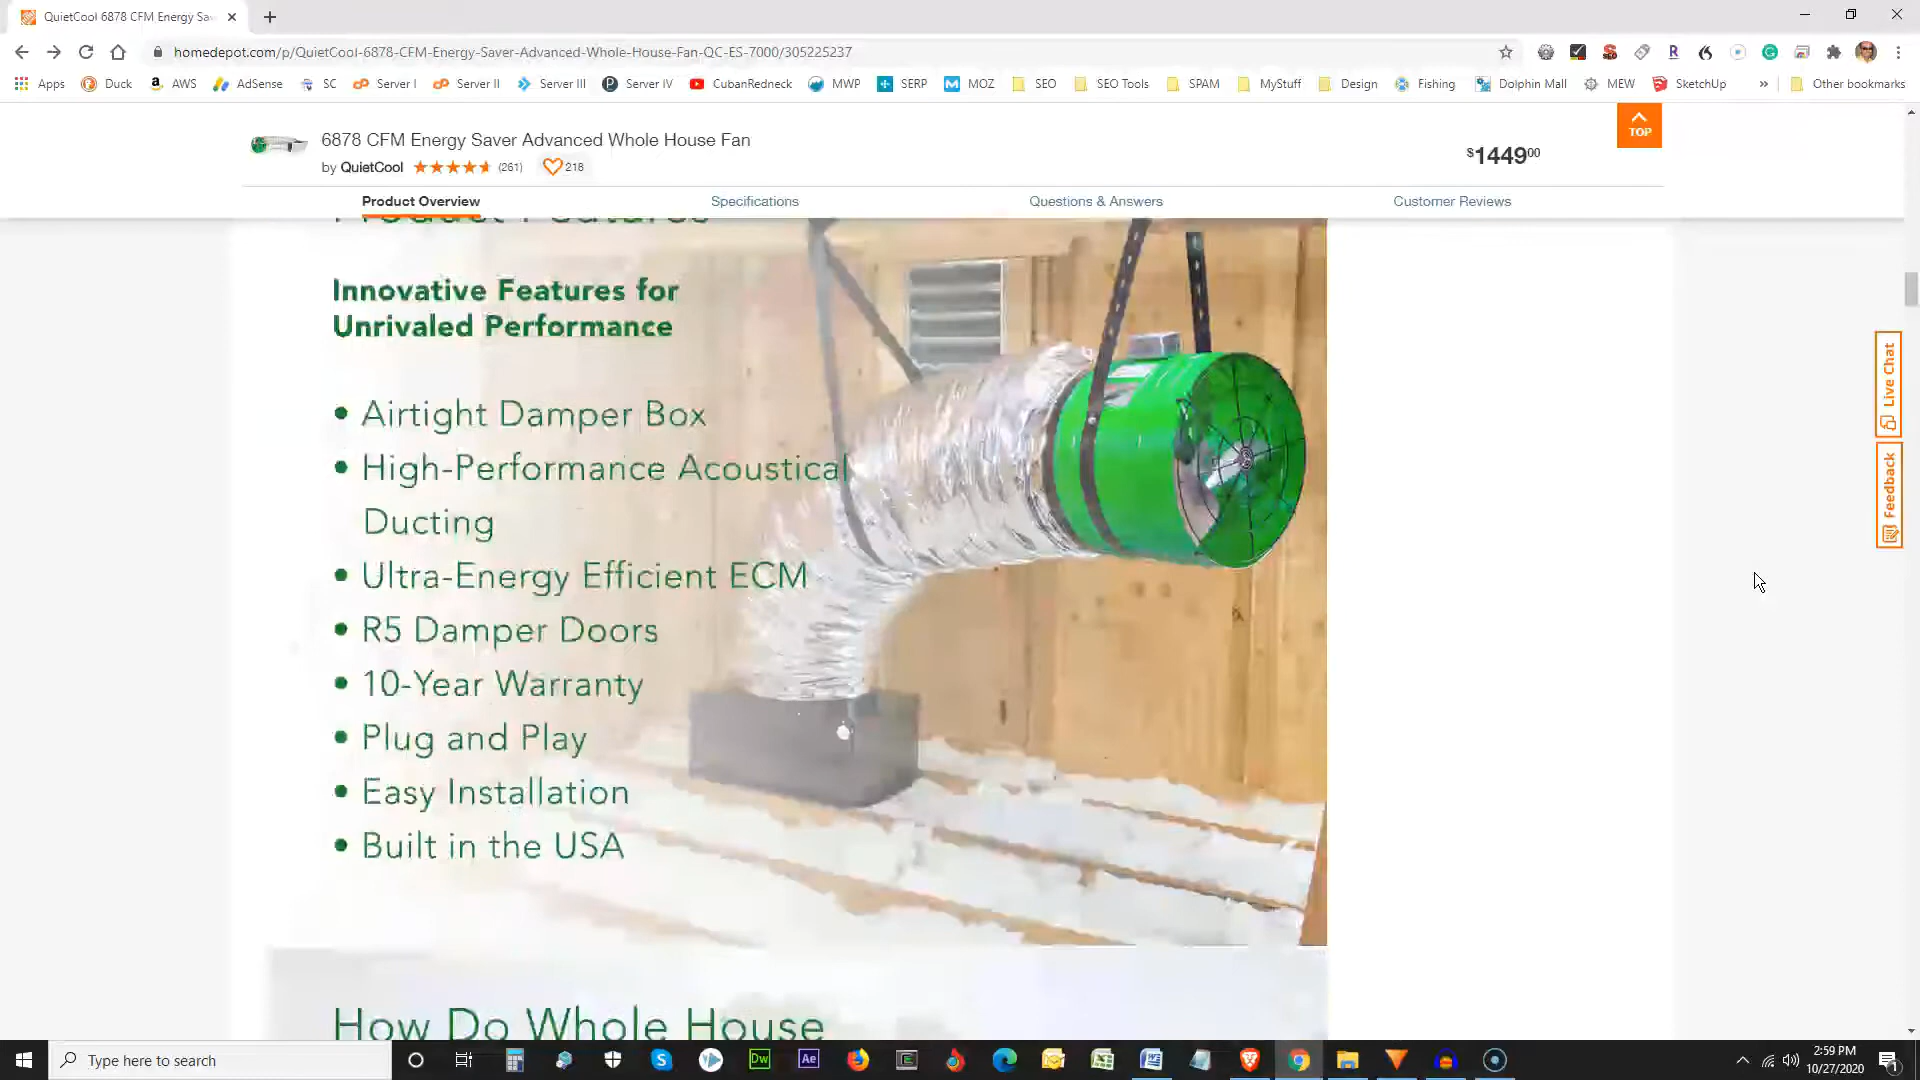 QuietCool 6878 CFM Energy Sav
homedepot.com/p/QuietCool-6878-CFM-Energy-Saver-Advanced-Whole-House-Fan-QC-ES-7000/305225237
Apps Duck AWS AdSense SC Server I Server II Server III Server IV CubanRedneck MWP SERP MOZ SEO SEO Tools SPAM MyStuff Design Fishing Dolphin Mall MEW SketchUp » Other bookmarks
6878 CFM Energy Saver Advanced Whole House Fan
by QuietCool (261) 218
$144900
TOP
Product Overview Specifications Questions & Answers Customer Reviews
Product Features
Innovative Features for
Unrivaled Performance
• Airtight Damper Box
• High-Performance Acoustical
Ducting
• Ultra-Energy Efficient ECM
• R5 Damper Doors
• 10-Year Warranty
• Plug and Play
• Easy Installation
• Built in the USA
How Do Whole House
Live Chat
Feedback
Type here to search
Dw
Ae
2:59 PM
10/27/2020
1